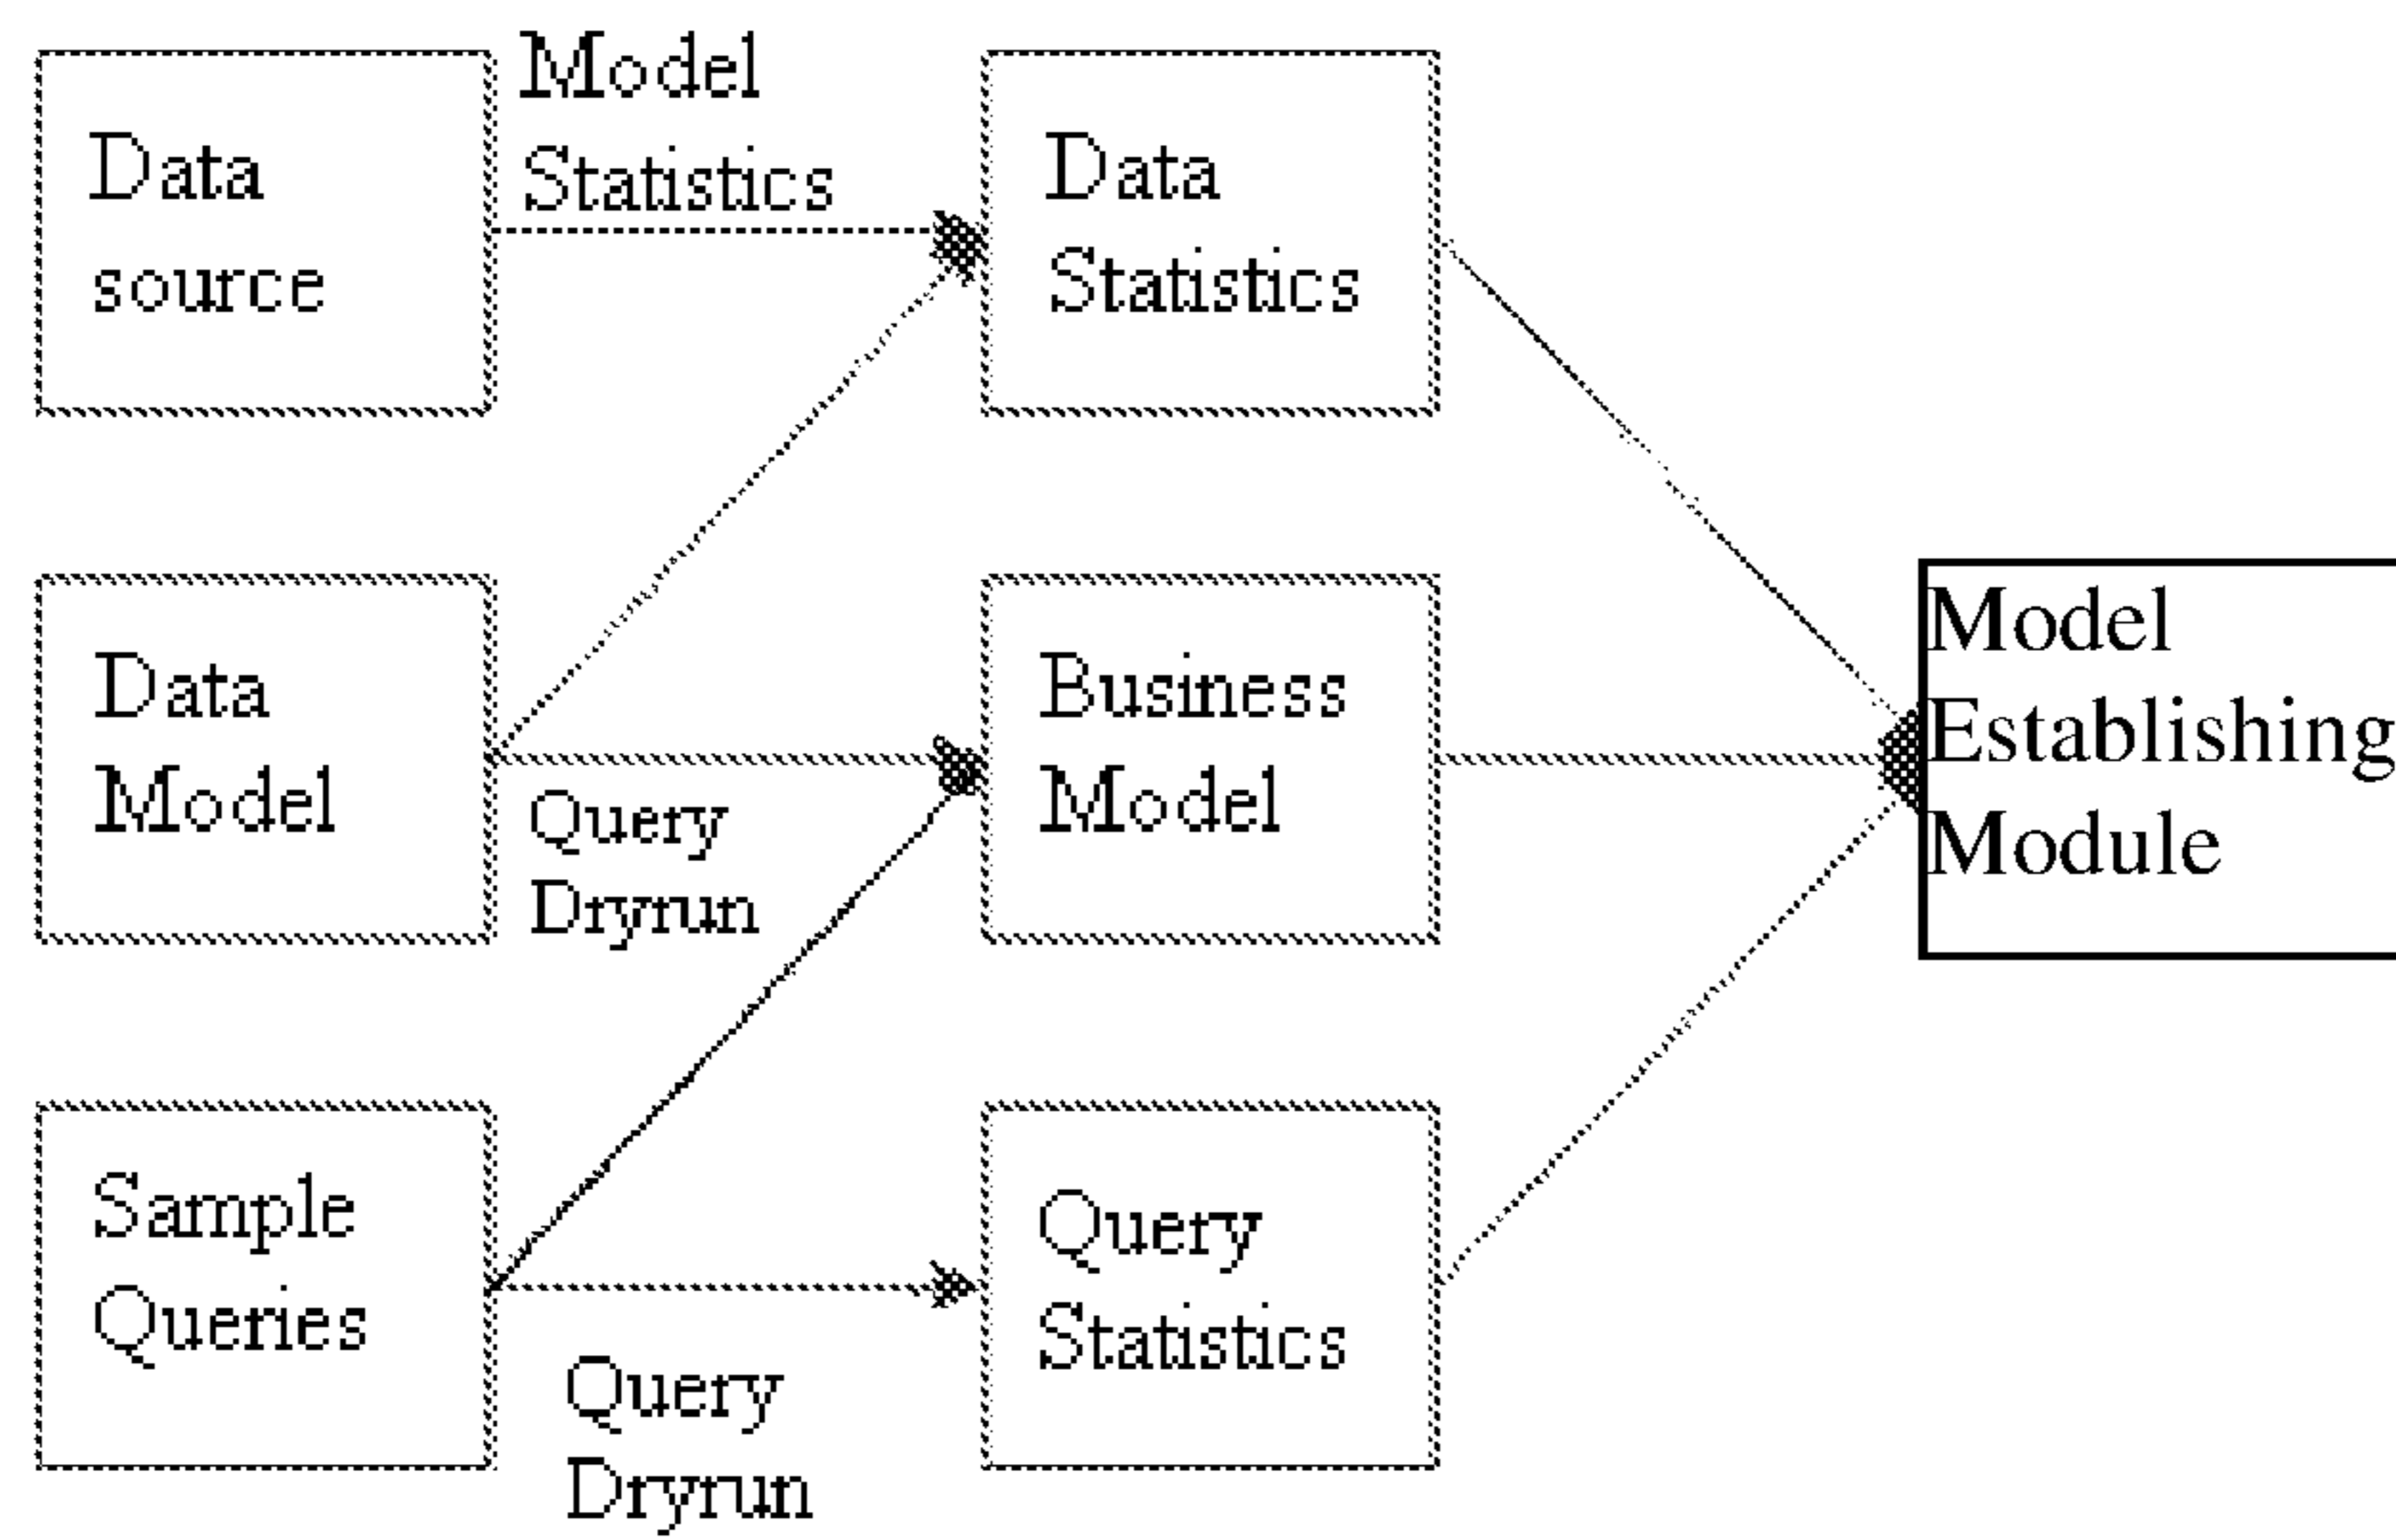 Data
source
Model
Statistics
Data
Statistics
Data
Model
Query
Dryrun
Business
Model
Model
Establishing
Module
Sample
Queries
Query
Dryrun
Query
Statistics